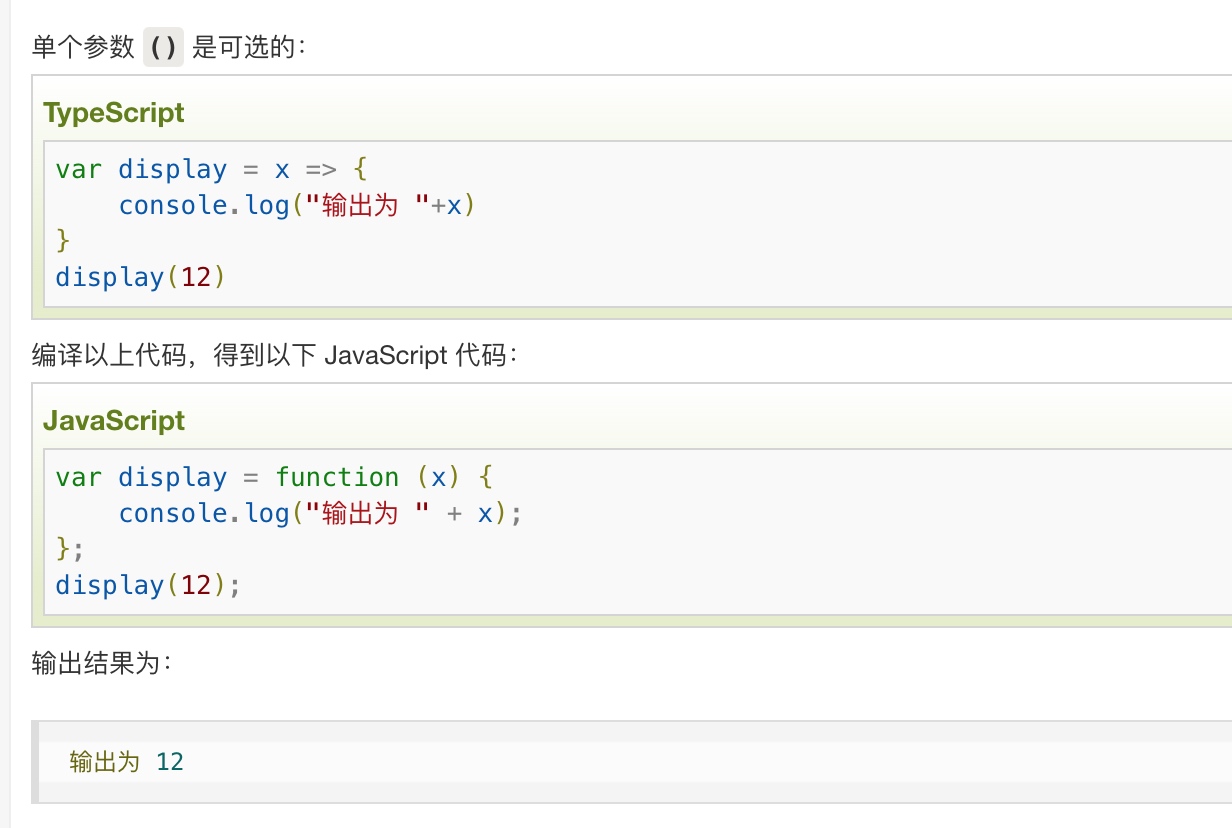 单个参数 () 是可选的：
TypeScript
var display = x => {
    console.log("输出为 "+x)
}
display(12)
编译以上代码，得到以下 JavaScript 代码：
JavaScript
var display = function (x) {
    console.log("输出为 " + x);
};
display(12);
输出结果为：
输出为 12